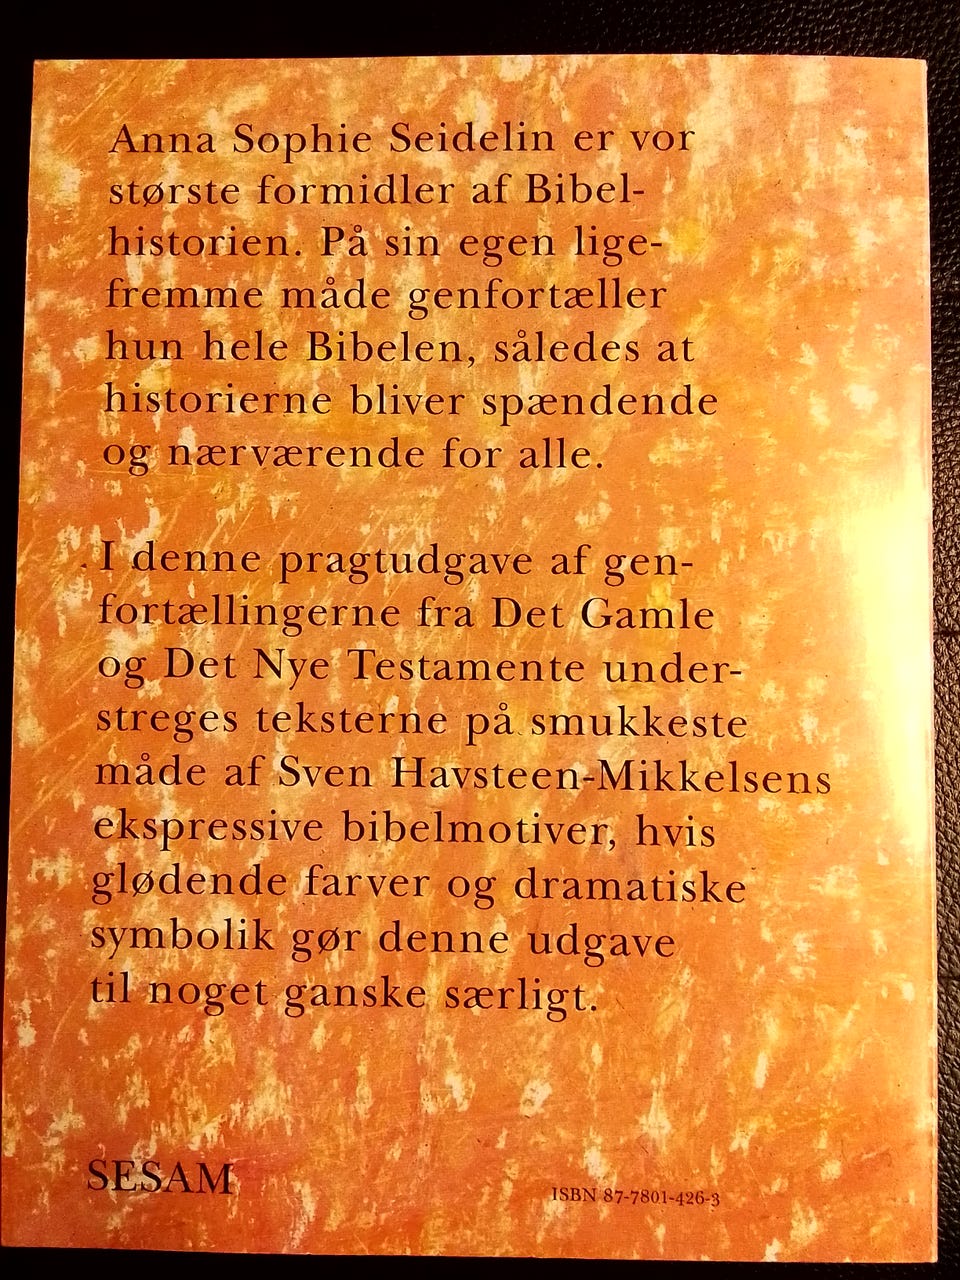 Anna Sophie Seidelin er vor
største formidler af Bibel-
historien. På sin egen lige-
fremme måde genfortæller
hun hele Bibelen, således at
historierne bliver spændende
og nærværende for alle.
I denne pragtudgave af gen-
fortællingerne fra Det Gamle
og Det Nye Testamente under-
streges teksterne på smukkeste
måde af Sven Havsteen-Mikkelsens
ekspressive bibelmotiver, hvis
glødende farver og dramatiske
symbolik gør denne udgave
til noget ganske særligt.
SESAM
ISBN 87-7801-426-3